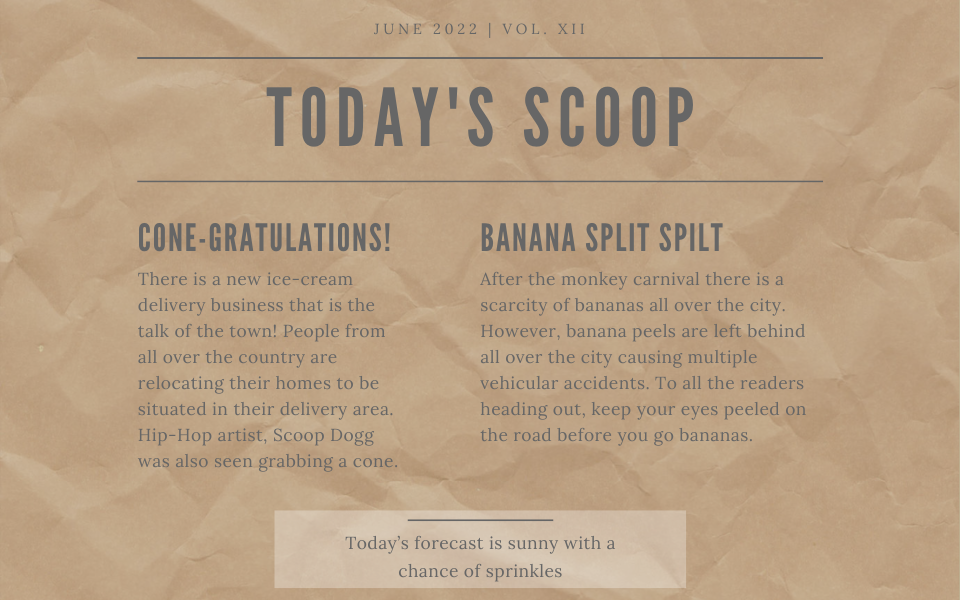 JUNE 2022 | VOL. XII
TODAY'S SCOOP
CONE-GRATULATIONS!
There is a new ice-cream
delivery business that is the
talk of the town! People from
all over the country are
relocating their homes to be
situated in their delivery area.
Hip-Hop artist, Scoop Dogg
was also seen grabbing a cone.
BANANA SPLIT SPILT
After the monkey carnival there is a
scarcity of bananas all over the city.
However, banana peels are left behind
all over the city causing multiple
vehicular accidents. To all the readers
heading out, keep your eyes peeled on
the road before you go bananas.
Today’s forecast is sunny with a
chance of sprinkles